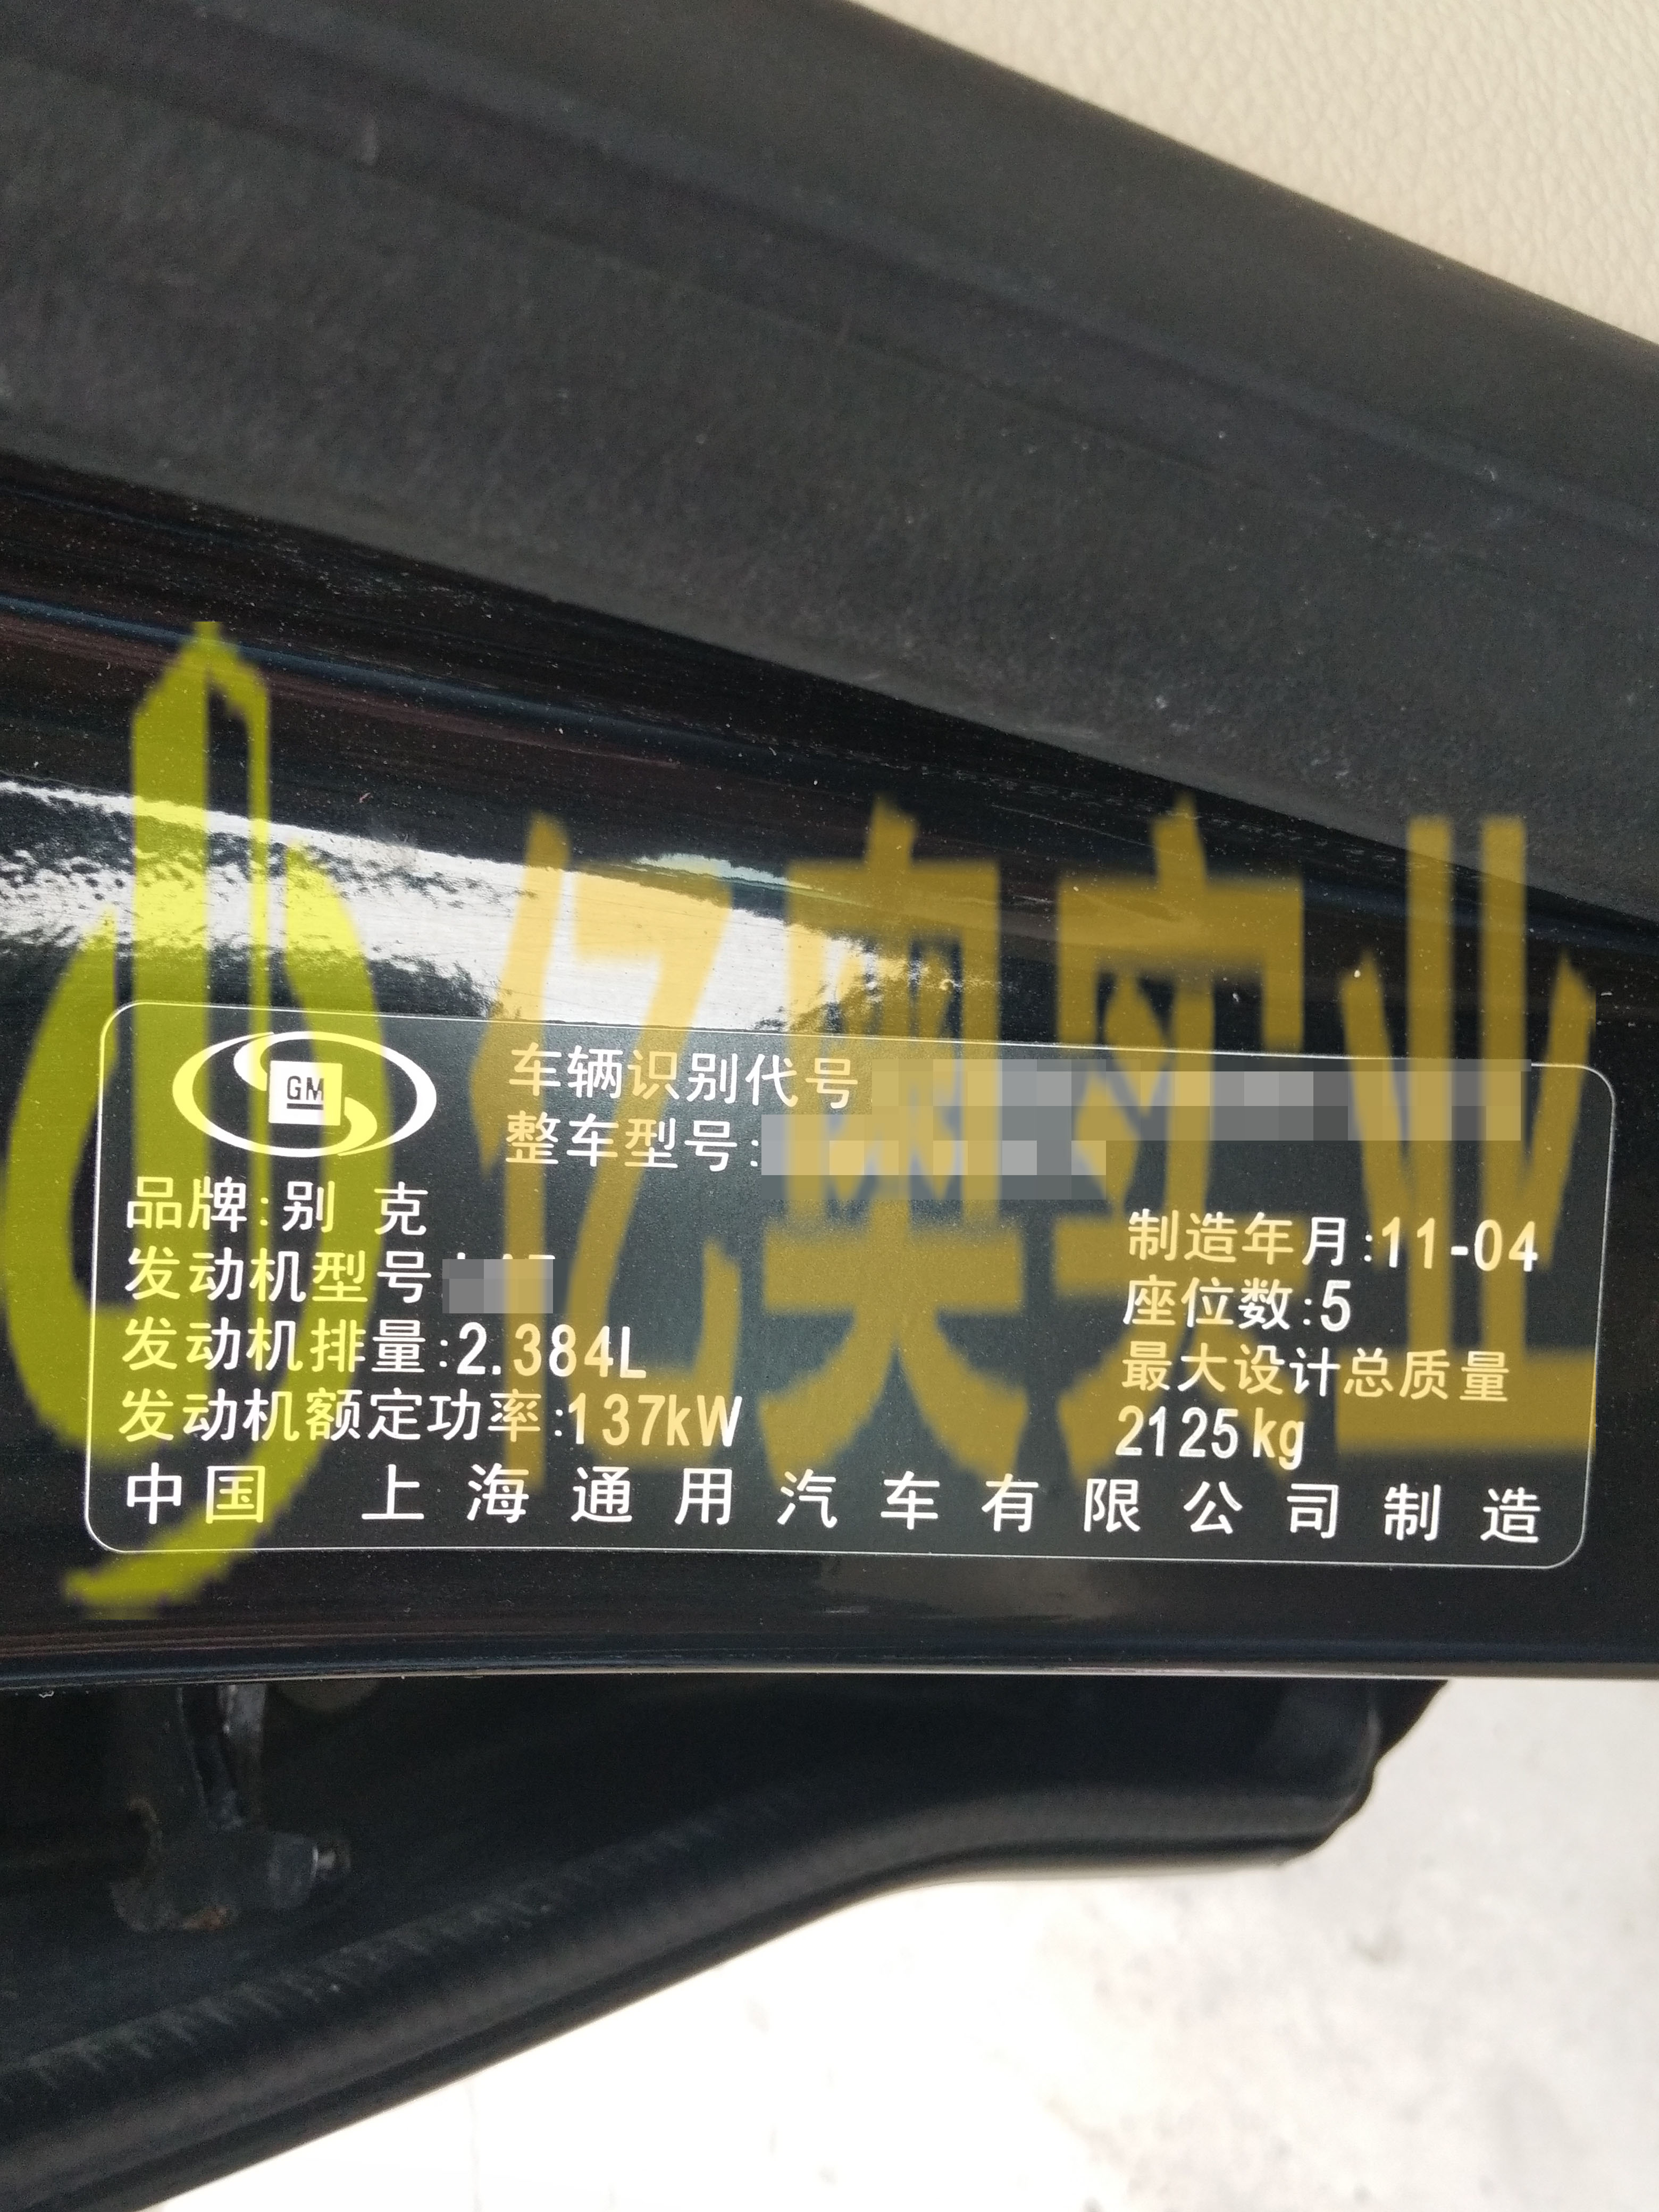 亿奥实业
GM
车辆识别代号
整车型号:
品牌:别 克
发动机型号
发动机排量:2.384L
发动机额定功率:137kW
制造年月:11-04
座位数:5
最大设计总质量
2125kg
中国 上海通用汽车有限公司制造